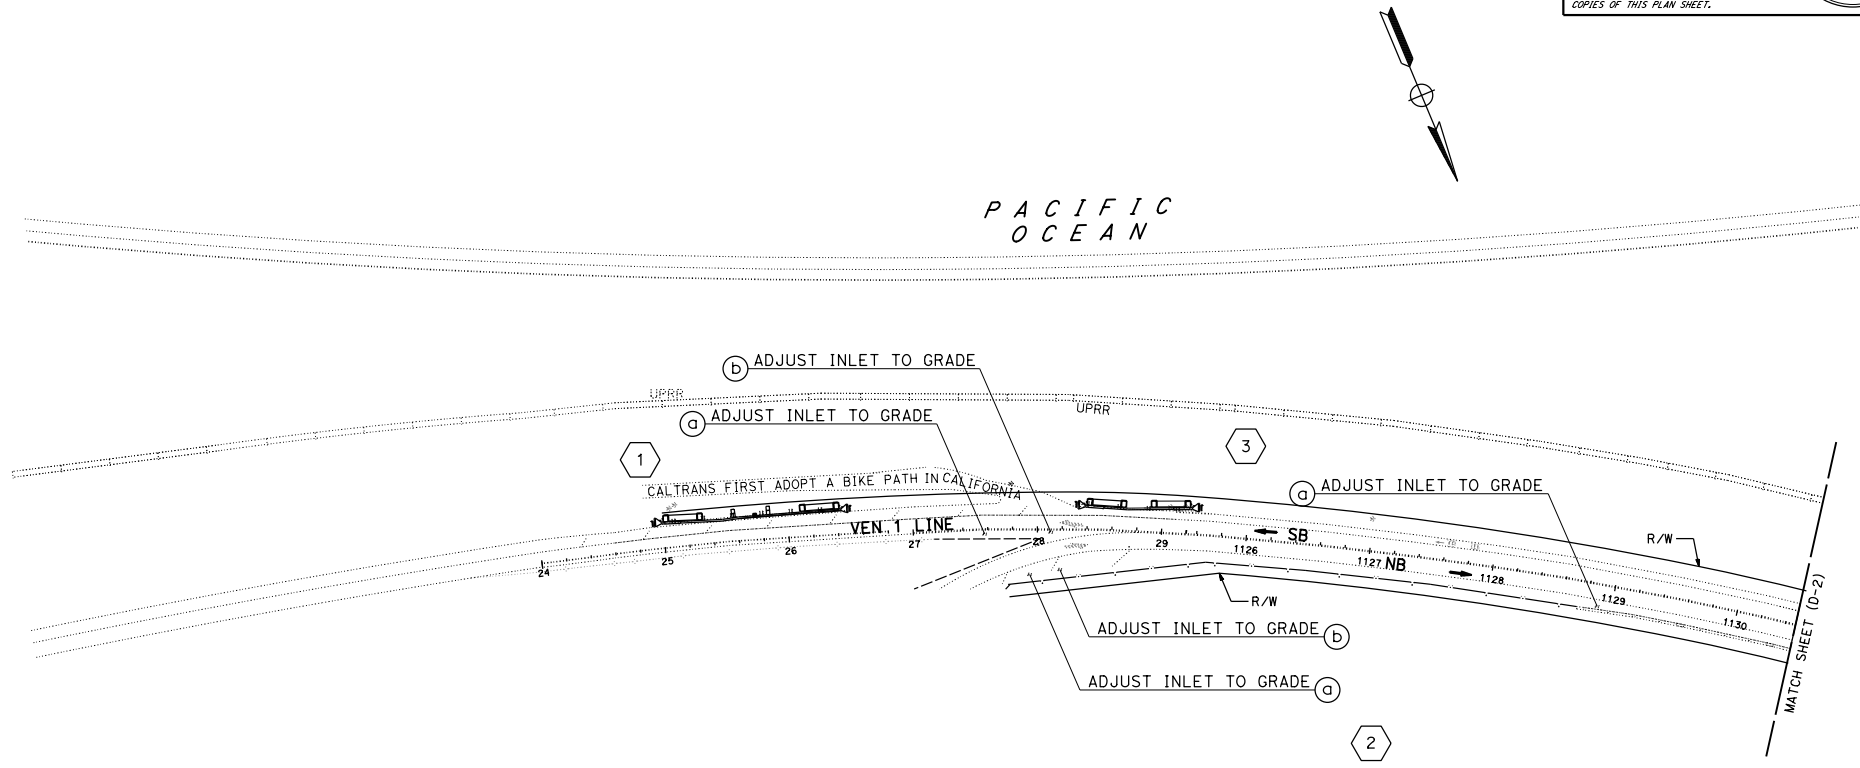 COPIES OF THIS PLAN SHEET.
PACIFIC
OCEAN
b ADJUST INLET TO GRADE
UPRR
UPRR
a ADJUST INLET TO GRADE
1
3
CALTRANS FIRST ADOPT A BIKE PATH IN CALIFORNIA
a ADJUST INLET TO GRADE
VEN 1 LINE
24
25
26
27
28
29
1126
SB
1127
NB
1128
1129
1130
R/W
R/W
ADJUST INLET TO GRADE b
ADJUST INLET TO GRADE a
MATCH SHEET (D-2)
2